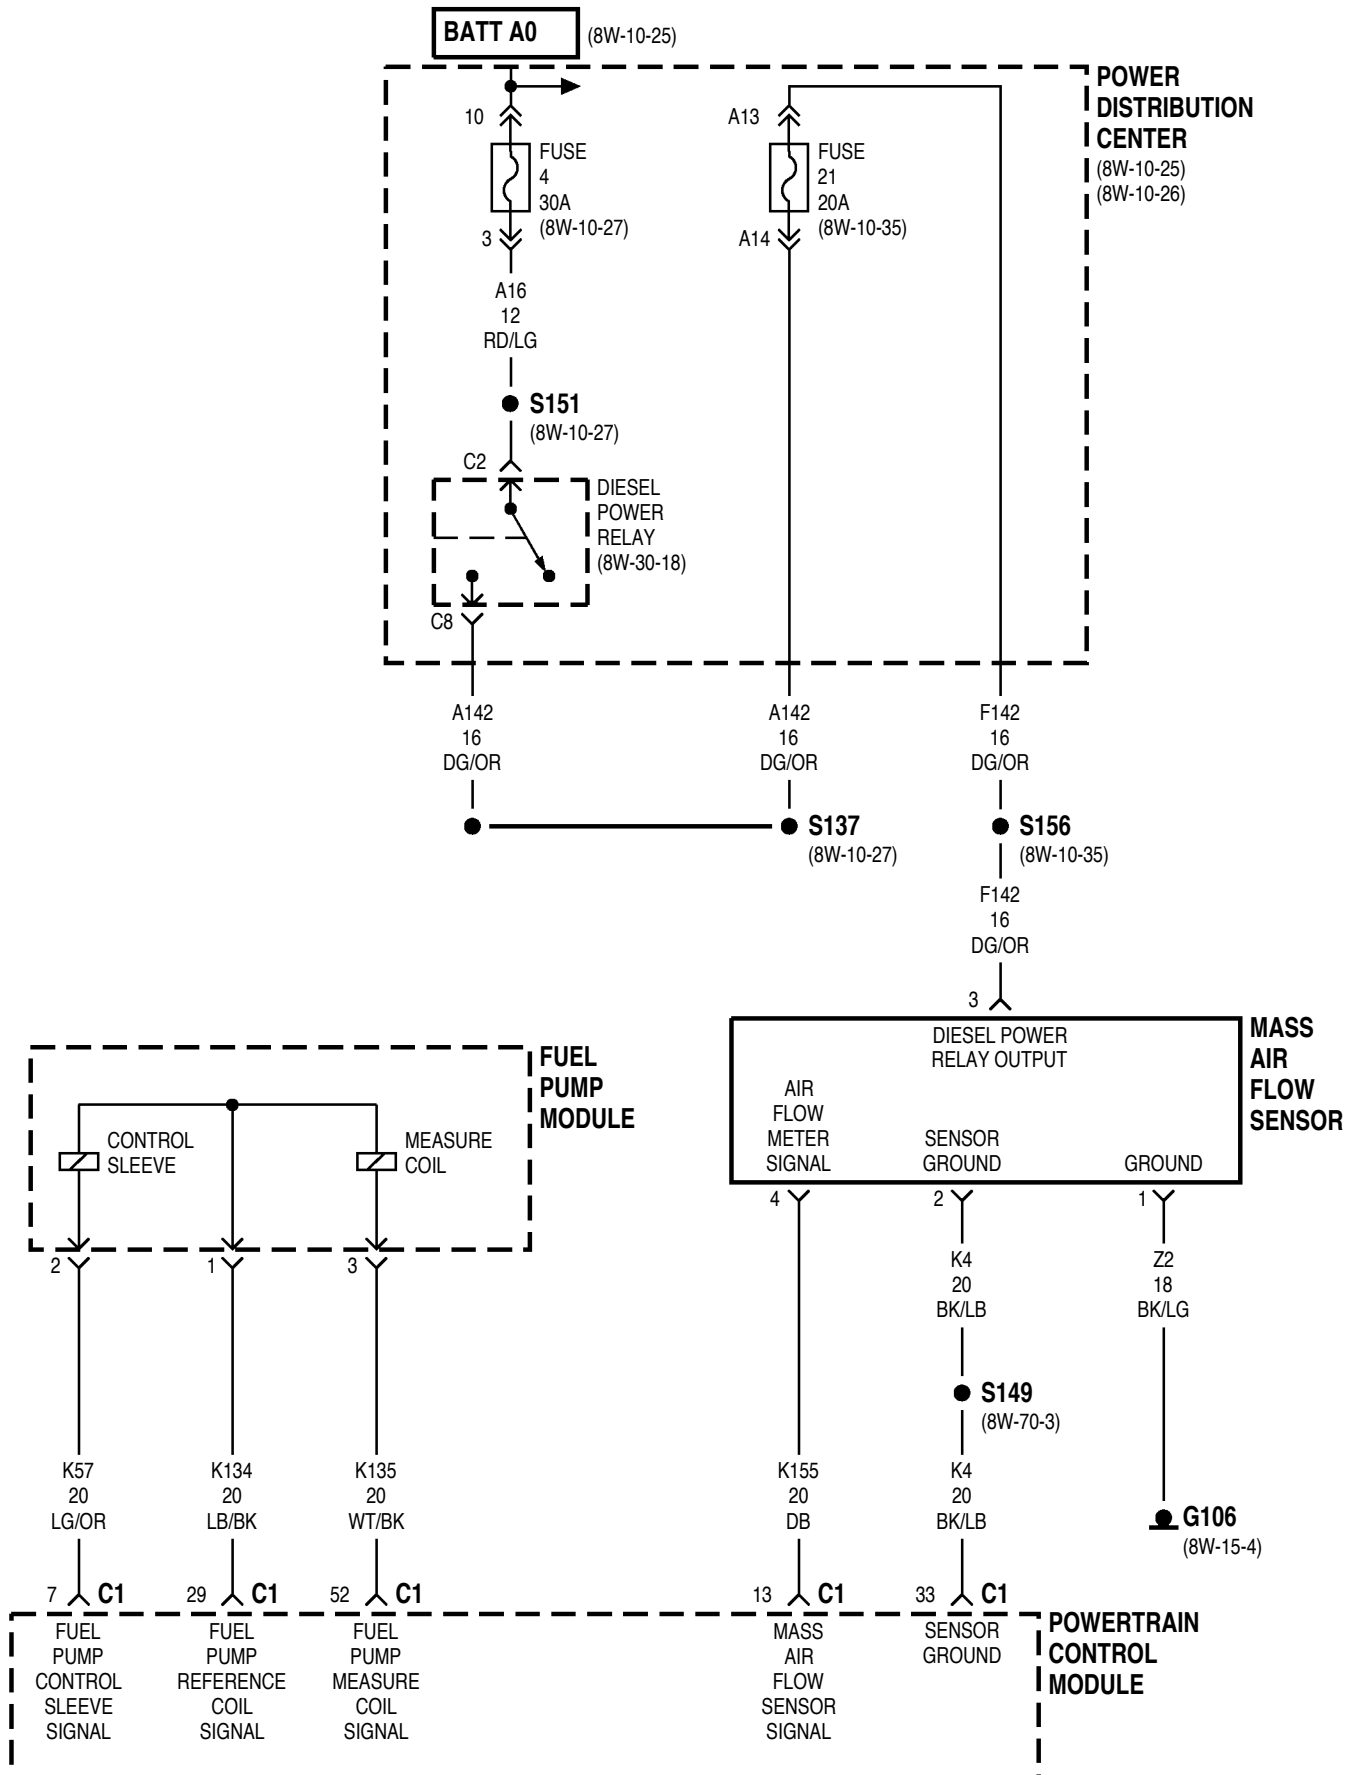 BATT A0 (8W-10-25)
POWER
DISTRIBUTION
CENTER
(8W-10-25)
(8W-10-26)
10
FUSE
4
30A
(8W-10-27)
3
A13
FUSE
21
20A
(8W-10-35)
A14
A16
12
RD/LG
S151
(8W-10-27)
C2
DIESEL
POWER
RELAY
(8W-30-18)
C8
A142
16
DG/OR
A142
16
DG/OR
F142
16
DG/OR
S137
(8W-10-27)
S156
(8W-10-35)
F142
16
DG/OR
3
DIESEL POWER
RELAY OUTPUT
MASS
AIR
FLOW
SENSOR
AIR
FLOW
METER
SIGNAL
SENSOR
GROUND
GROUND
4
2
1
FUEL
PUMP
MODULE
CONTROL
SLEEVE
MEASURE
COIL
2
1
3
K4
20
BK/LB
Z2
18
BK/LG
S149
(8W-70-3)
K57
20
LG/OR
K134
20
LB/BK
K135
20
WT/BK
K155
20
DB
K4
20
BK/LB
G106
(8W-15-4)
7 C1
29 C1
52 C1
13 C1
33 C1
FUEL
PUMP
CONTROL
SLEEVE
SIGNAL
FUEL
PUMP
REFERENCE
COIL
SIGNAL
FUEL
PUMP
MEASURE
COIL
SIGNAL
MASS
AIR
FLOW
SENSOR
SIGNAL
SENSOR
GROUND
POWERTRAIN
CONTROL
MODULE